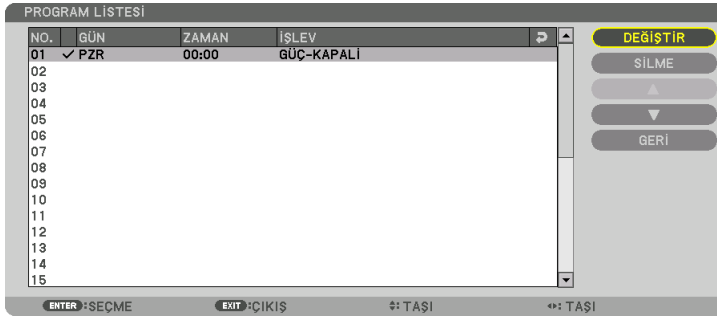 PROGRAM LİSTESİ
NO. GÜN ZAMAN İŞLEV
01 ✓ PZR 00:00 GÜÇ-KAPALİ
02
03
04
05
06
07
08
09
10
11
12
13
14
15
DEĞİŞTİR
SİLME
▲
▼
GERİ
ENTER :SEÇME EXIT :ÇIKIŞ : TAŞI : TAŞI